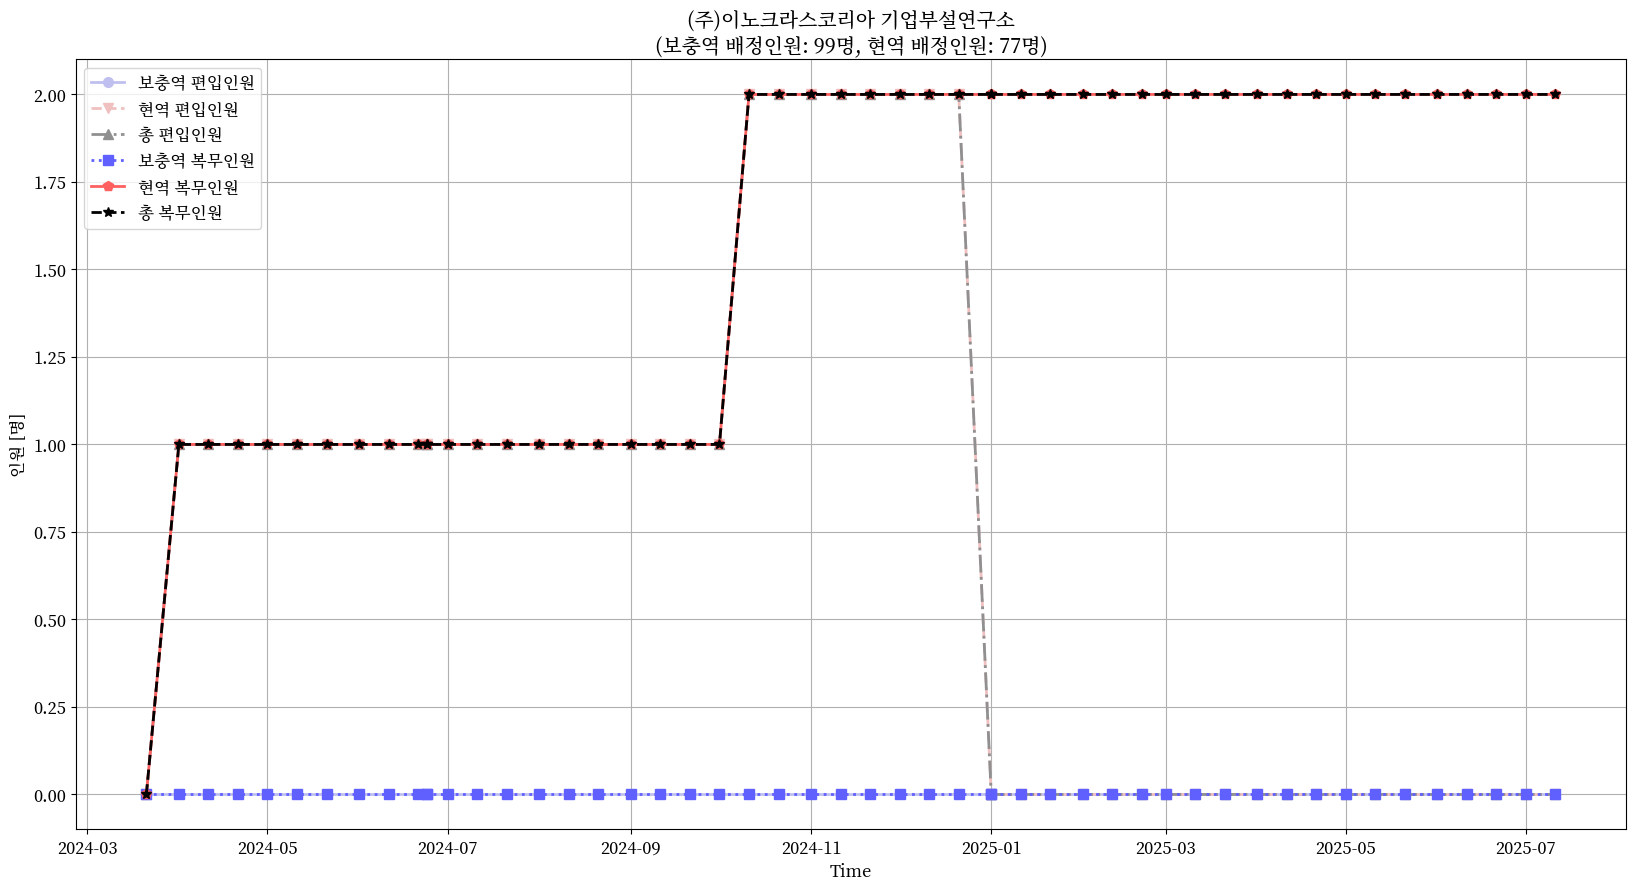 (주)이노크라스코리아 기업부설연구소
(보충역 배정인원: 99명, 현역 배정인원: 77명)
보충역 편입인원
현역 편입인원
총 편입인원
보충역 복무인원
현역 복무인원
총 복무인원
2.00
1.75
1.50
1.25
1.00
0.75
0.50
0.25
0.00
인원 [명]
2024-03 2024-05 2024-07 2024-09 2024-11 2025-01 2025-03 2025-05 2025-07
Time